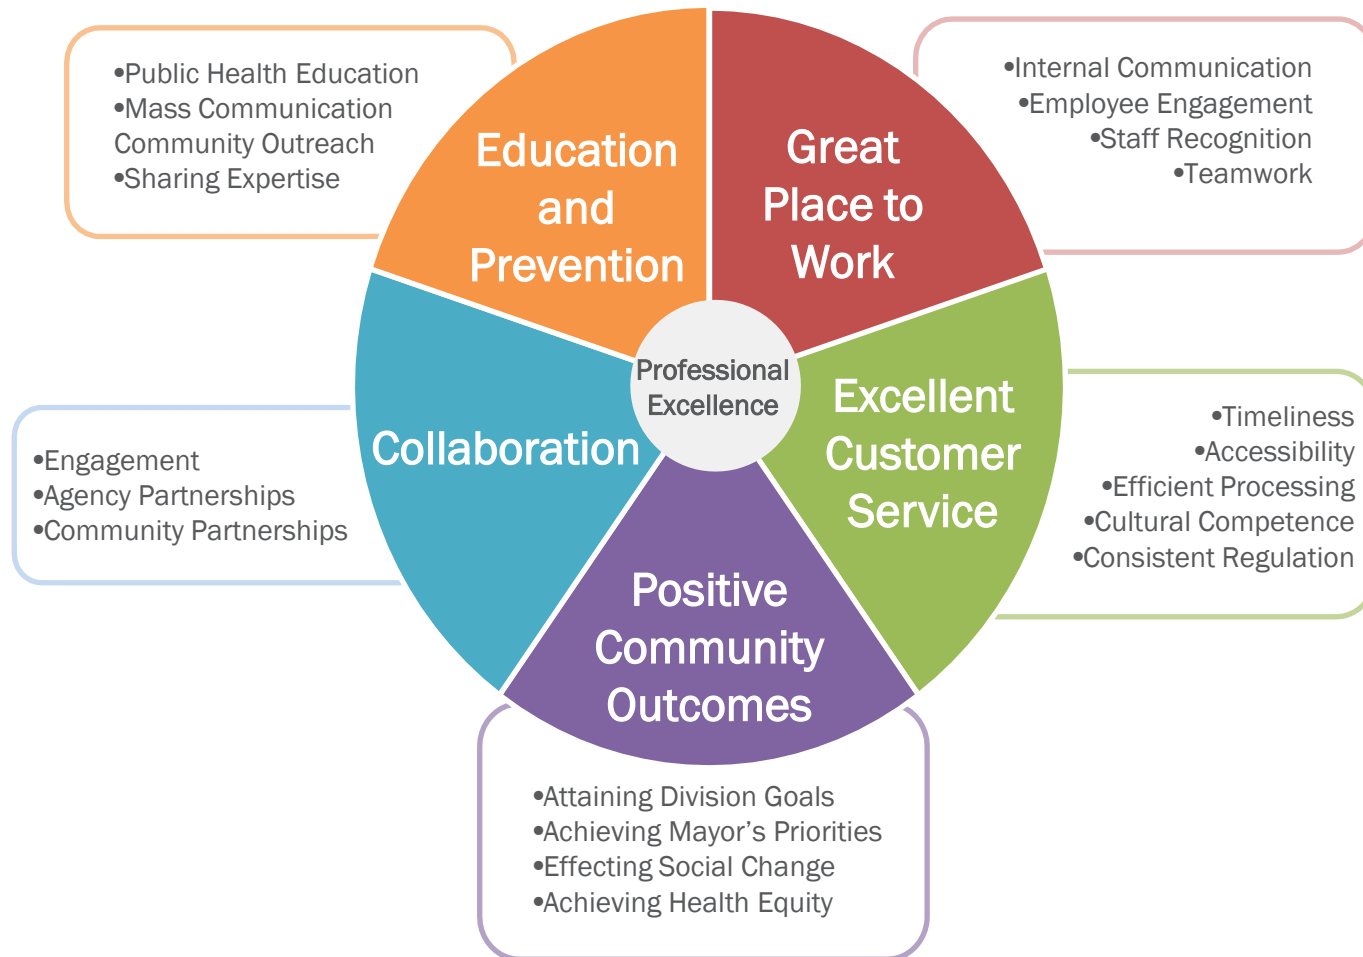 •Public Health Education
•Mass Communication
Community Outreach
•Sharing Expertise
Education
and
Prevention
Great
Place to
Work
•Internal Communication
•Employee Engagement
•Staff Recognition
•Teamwork
Professional
Excellence
Collaboration
•Engagement
•Agency Partnerships
•Community Partnerships
Excellent
Customer
Service
•Timeliness
•Accessibility
•Efficient Processing
•Cultural Competence
•Consistent Regulation
Positive
Community
Outcomes
•Attaining Division Goals
•Achieving Mayor’s Priorities
•Effecting Social Change
•Achieving Health Equity